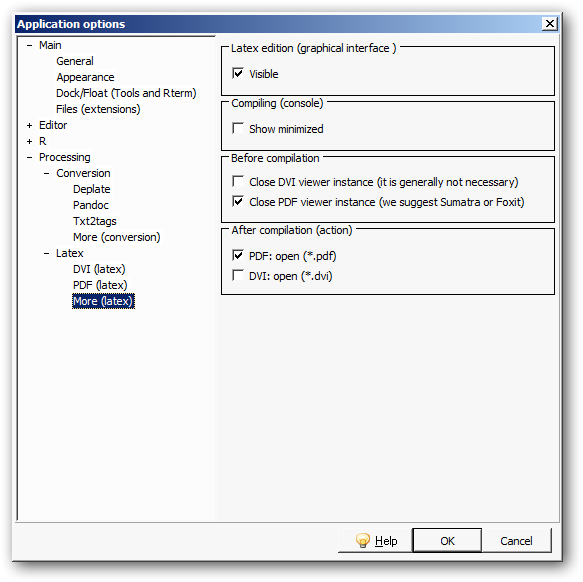 Application options
Main
General
Appearance
Dock/Float (Tools and Rterm)
Files (extensions)
Editor
R
Processing
Conversion
Deplate
Pandoc
Txt2tags
More (conversion)
Latex
DVI (latex)
PDF (latex)
More (latex)
Latex edition (graphical interface )
Visible
Compiling (console)
Show minimized
Before compilation
Close DVI viewer instance (it is generally not necessary)
Close PDF viewer instance (we suggest Sumatra or Foxit)
After compilation (action)
PDF: open (*.pdf)
DVI: open (*.dvi)
Help
OK
Cancel